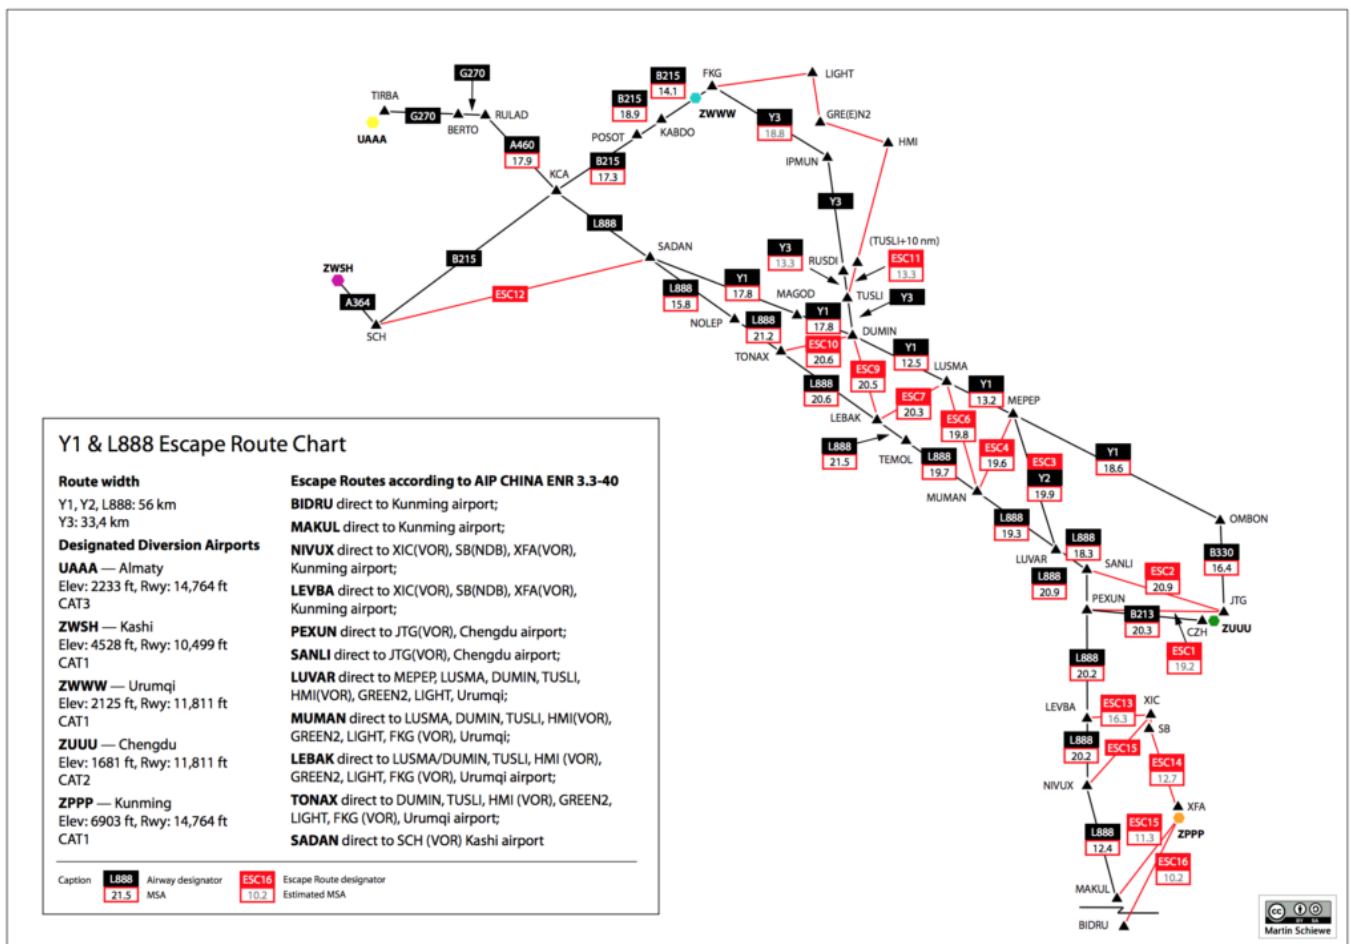 G270
B215
14.1
FKG
LIGHT
TIRBA
G270
BERTO
RULAD
B215
18.9
ZWWW
Y3
18.8
GRE(E)N2
UAAA
POSOT
KABDO
HMI
A460
17.9
KCA
B215
17.3
IPMUN
L888
Y3
B215
SADAN
(TUSLI+10 nm)
Y3
13.3
RUSDI
ESC11
13.3
ZWSH
A364
ESC12
SCH
Y1
17.8
L888
15.8
MAGOD
TUSLI
Y3
NOLEP
L888
21.2
Y1
17.8
DUMIN
TONAX
ESC10
20.6
Y1
12.5
LUSMA
L888
20.6
ESC9
20.5
Y1
13.2
MEPEP
ESC7
20.3
LEBAK
ESC6
19.8
L888
21.5
TEMOL
L888
19.7
ESC4
19.6
ESC3
Y2
19.9
Y1
18.6
MUMAN
L888
19.3
OMBON
L888
18.3
LUVAR
SANLI
B330
16.4
L888
20.9
ESC2
20.9
PEXUN
JTG
B213
20.3
CZH
ZUUU
ESC1
19.2
L888
20.2
LEVBA
ESC13
16.3
XIC
SB
L888
20.2
ESC15
ESC14
12.7
NIVUX
XFA
ESC15
11.3
ZPPP
L888
12.4
ESC16
10.2
MAKUL
BIDRU
Y1 & L888 Escape Route Chart
Route width
Y1, Y2, L888: 56 km
Y3: 33,4 km
Designated Diversion Airports
UAAA — Almaty
Elev: 2233 ft, Rwy: 14,764 ft
CAT3
ZWSH — Kashi
Elev: 4528 ft, Rwy: 10,499 ft
CAT1
ZWWW — Urumqi
Elev: 2125 ft, Rwy: 11,811 ft
CAT1
ZUUU — Chengdu
Elev: 1681 ft, Rwy: 11,811 ft
CAT2
ZPPP — Kunming
Elev: 6903 ft, Rwy: 14,764 ft
CAT1
Escape Routes according to AIP CHINA ENR 3.3-40
BIDRU direct to Kunming airport;
MAKUL direct to Kunming airport;
NIVUX direct to XIC(VOR), SB(NDB), XFA(VOR),
Kunming airport;
LEVBA direct to XIC(VOR), SB(NDB), XFA(VOR),
Kunming airport;
PEXUN direct to JTG(VOR), Chengdu airport;
SANLI direct to JTG(VOR), Chengdu airport;
LUVAR direct to MEPEP, LUSMA, DUMIN, TUSLI,
HMI(VOR), GREEN2, LIGHT, Urumqi;
MUMAN direct to LUSMA, DUMIN, TUSLI, HMI(VOR),
GREEN2, LIGHT, FKG (VOR), Urumqi;
LEBAK direct to LUSMA/DUMIN, TUSLI, HMI (VOR),
GREEN2, LIGHT, FKG (VOR), Urumqi airport;
TONAX direct to DUMIN, TUSLI, HMI (VOR), GREEN2,
LIGHT, FKG (VOR), Urumqi airport;
SADAN direct to SCH (VOR) Kashi airport
Caption
L888
21.5
Airway designator
MSA
ESC16
10.2
Escape Route designator
Estimated MSA
cc
BY SA
Martin Schiewe